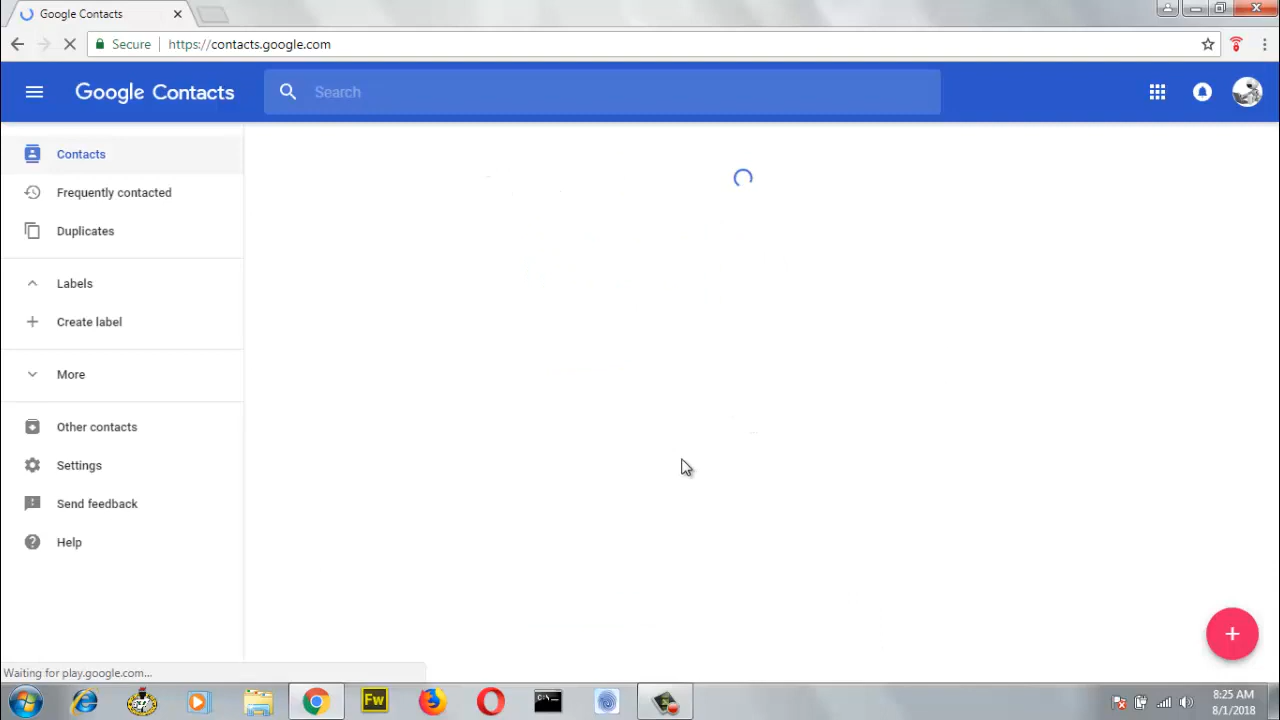 Google Contacts
Secure
https://contacts.google.com
Google Contacts
Search
Contacts
Frequently contacted
Duplicates
Labels
Create label
More
Other contacts
Settings
Send feedback
Help
Waiting for play.google.com...
Fw
8:25 AM
8/1/2018